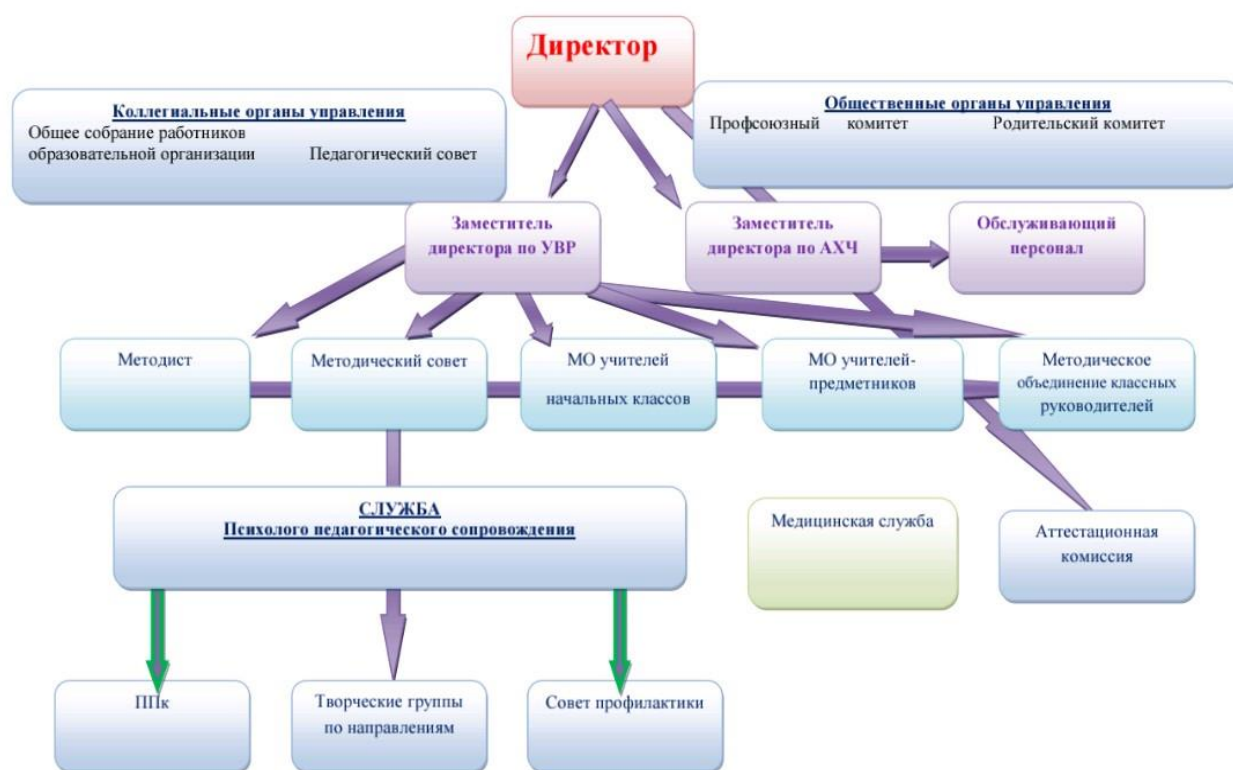 Директор
Коллегиальные органы управления
Общее собрание работников
образовательной организации Педагогический совет
Общественные органы управления
Профсоюзный комитет Родительский комитет
Заместитель
директора по УВР
Заместитель
директора по АХЧ
Обслуживающий
персонал
Методист
Методический совет
МО учителей
начальных классов
МО учителей-
предметников
Методическое
объединение классных
руководителей
СЛУЖБА
Психолого педагогического сопровождения
Медицинская служба
Аттестационная
комиссия
ППк
Творческие группы
по направлениям
Совет профилактики